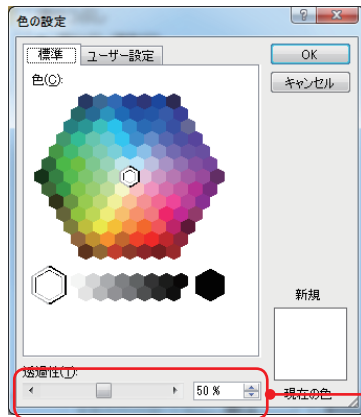 色の設定
標準 ユーザー設定
OK
キャンセル
色(C):
新規
透過性(T):
50 %
現在の色